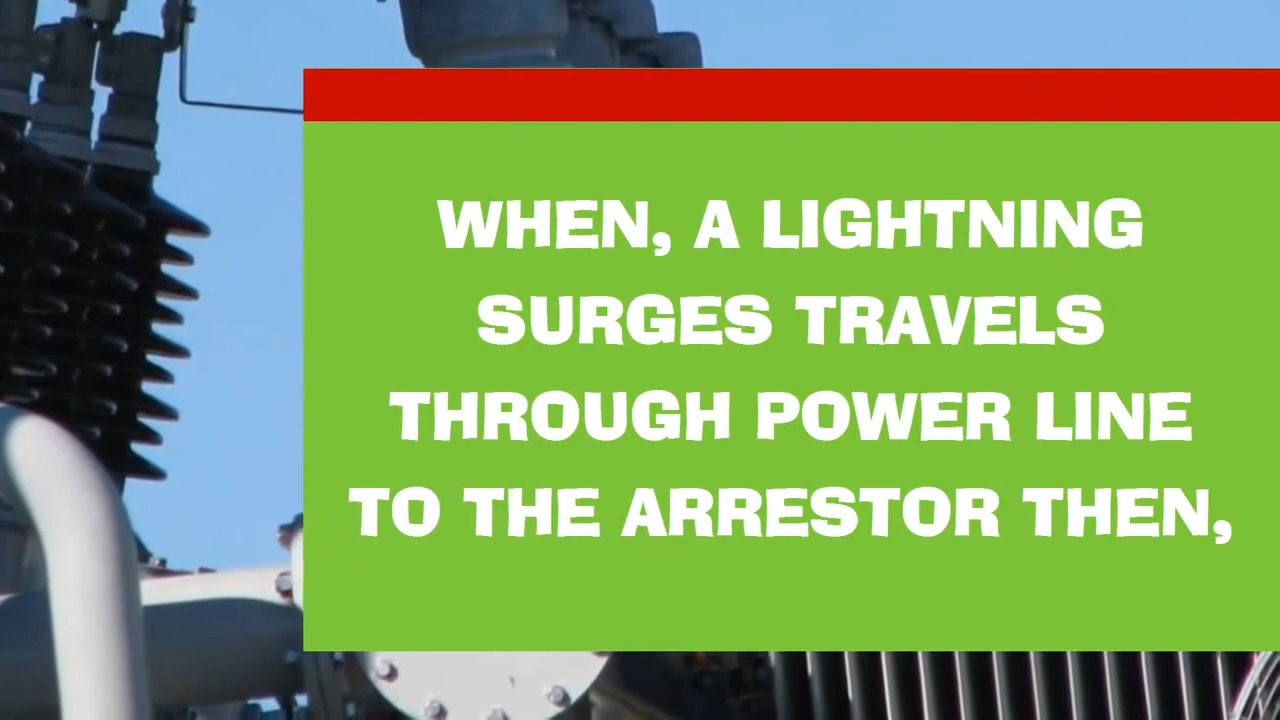 WHEN, A LIGHTNING
SURGES TRAVELS
THROUGH POWER LINE
TO THE ARRESTOR THEN,